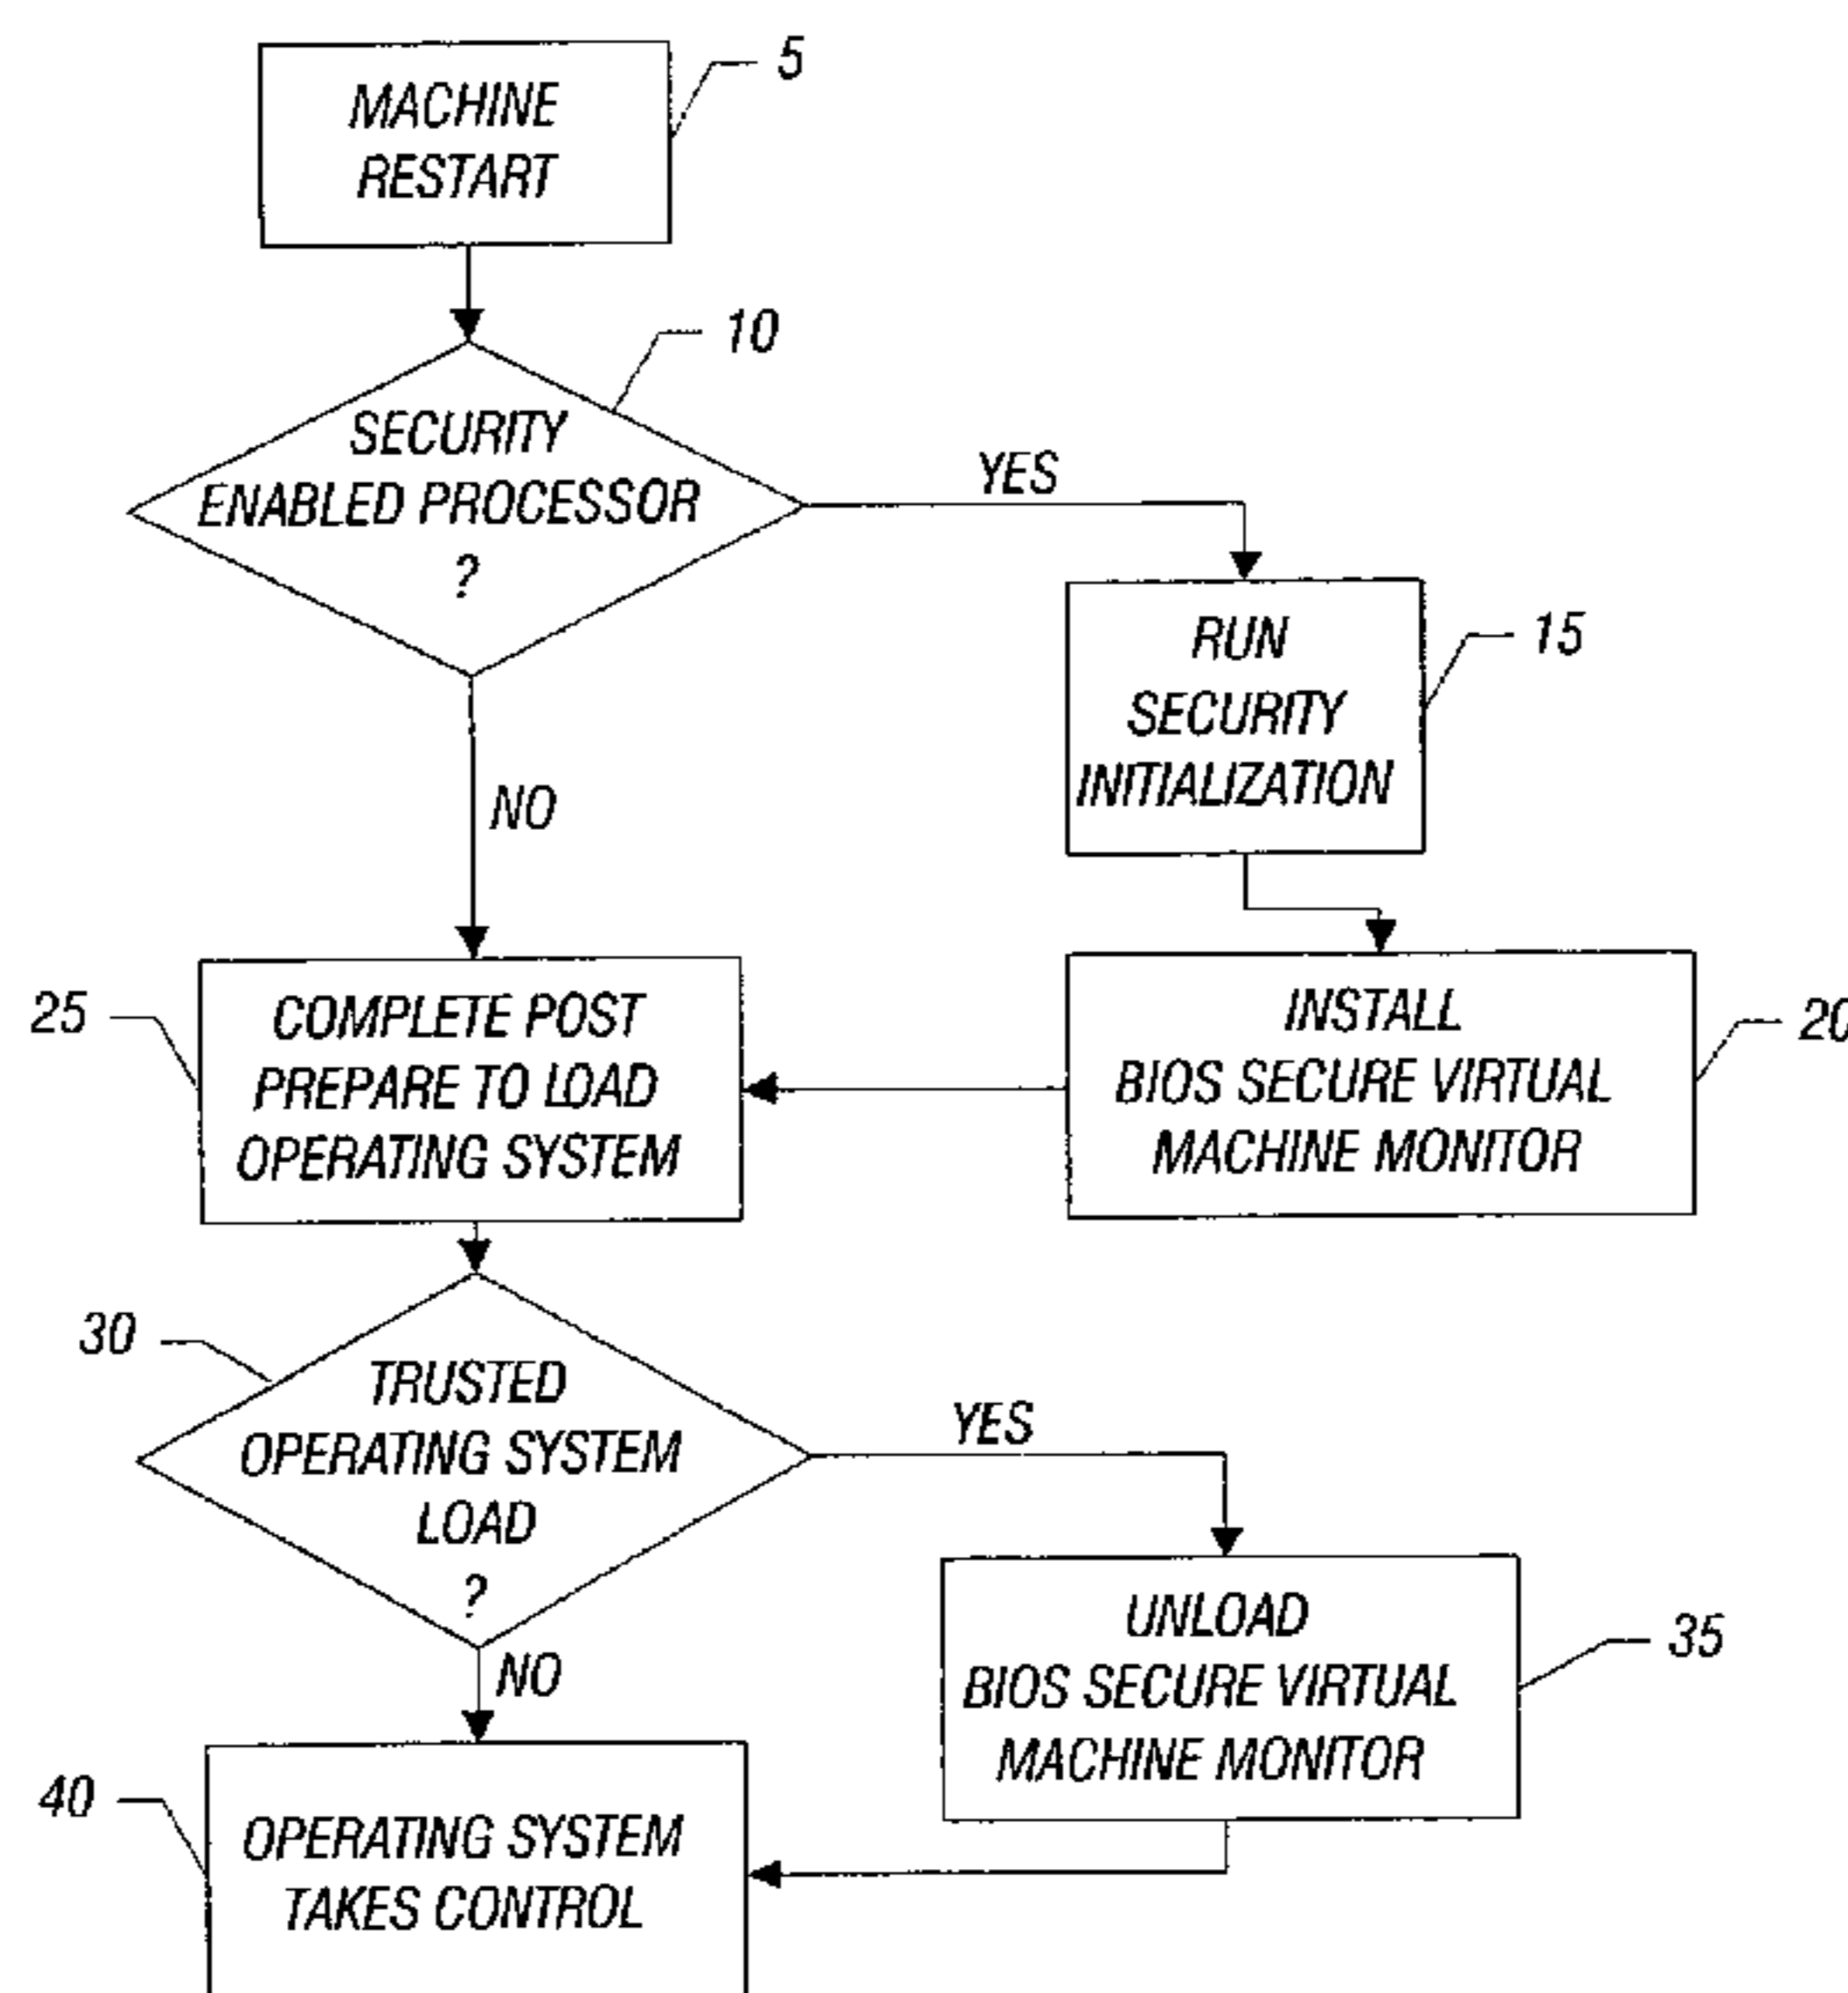 5
MACHINE
RESTART
10
SECURITY
ENABLED PROCESSOR
?
YES
NO
RUN
SECURITY
INITIALIZATION
15
25
COMPLETE POST
PREPARE TO LOAD
OPERATING SYSTEM
INSTALL
BIOS SECURE VIRTUAL
MACHINE MONITOR
20
30
TRUSTED
OPERATING SYSTEM
LOAD
?
YES
NO
UNLOAD
BIOS SECURE VIRTUAL
MACHINE MONITOR
35
40
OPERATING SYSTEM
TAKES CONTROL